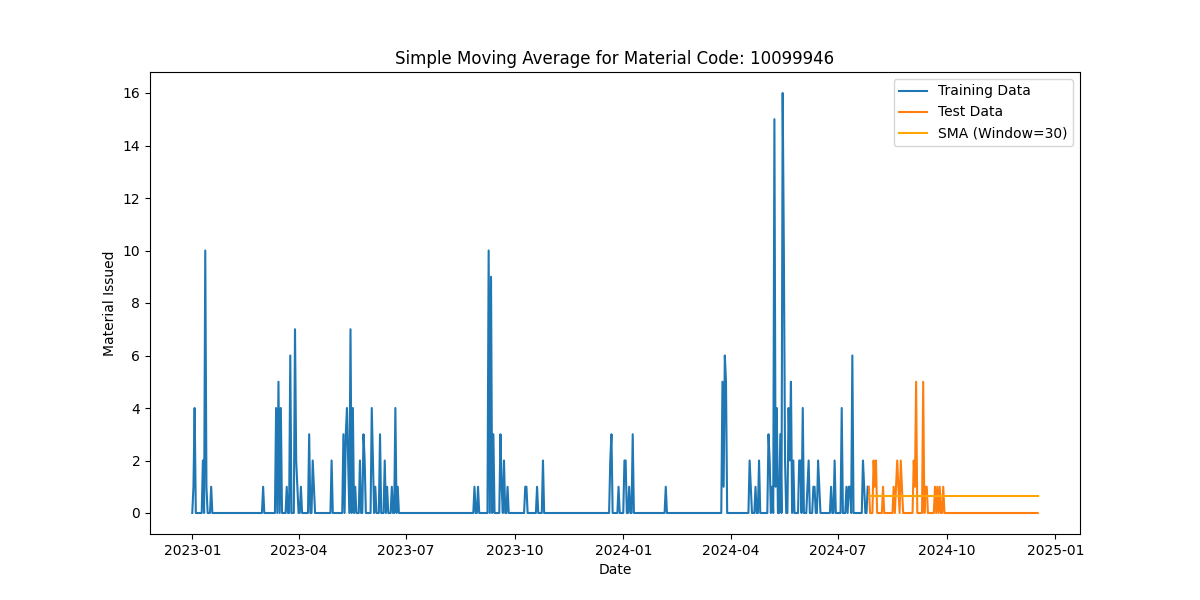 Simple Moving Average for Material Code: 10099946
Training Data
Test Data
SMA (Window=30)
Material Issued
16
14
12
10
8
6
4
2
0
2023-01 2023-04 2023-07 2023-10 2024-01 2024-04 2024-07 2024-10 2025-01
Date